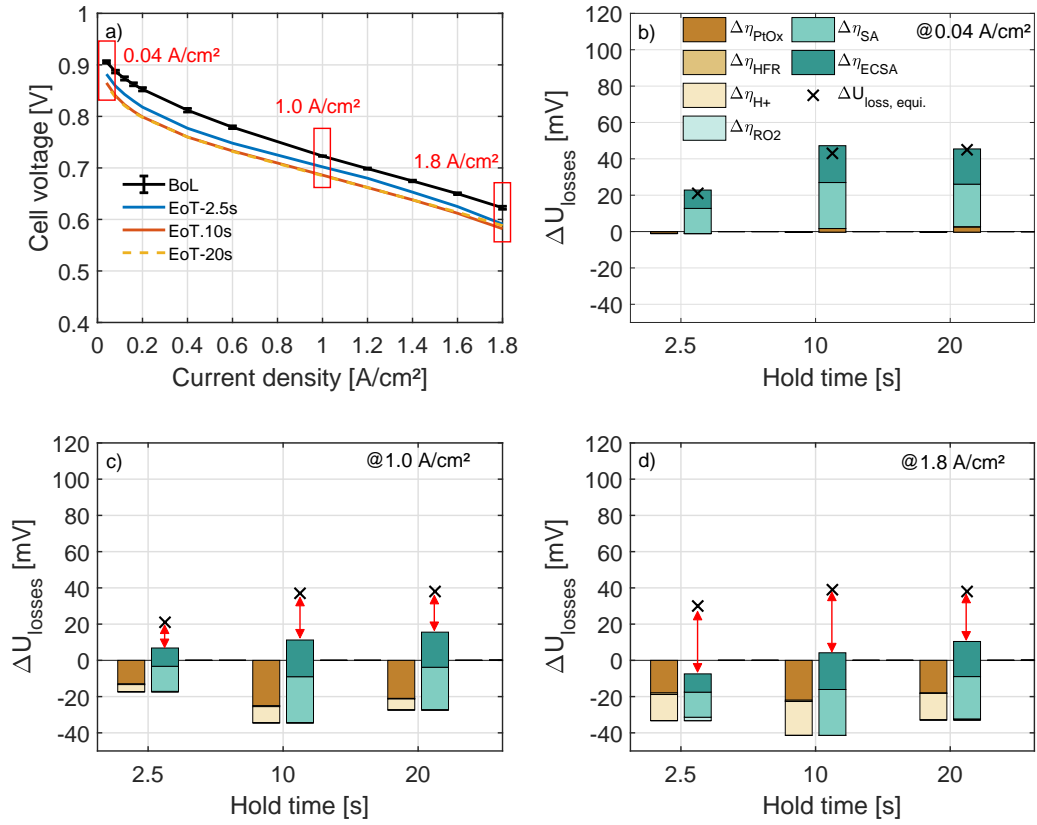 a)
0.04 A/cm²
1.0 A/cm²
1.8 A/cm²
BoL
EoT-2.5s
EoT.10s
EoT-20s
Cell voltage [V]
1
0.9
0.8
0.7
0.6
0.5
0.4
0 0.2 0.4 0.6 0.8 1 1.2 1.4 1.6 1.8
Current density [A/cm²]
b)
@0.04 A/cm²
Δη_PtOx
Δη_HFR
Δη_H+
Δη_RO2
Δη_SA
Δη_ECSA
ΔU_loss, equi.
ΔU_losses [mV]
120
100
80
60
40
20
0
-20
-40
2.5 10 20
Hold time [s]
c)
@1.0 A/cm²
ΔU_losses [mV]
120
100
80
60
40
20
0
-20
-40
2.5 10 20
Hold time [s]
d)
@1.8 A/cm²
ΔU_losses [mV]
120
100
80
60
40
20
0
-20
-40
2.5 10 20
Hold time [s]